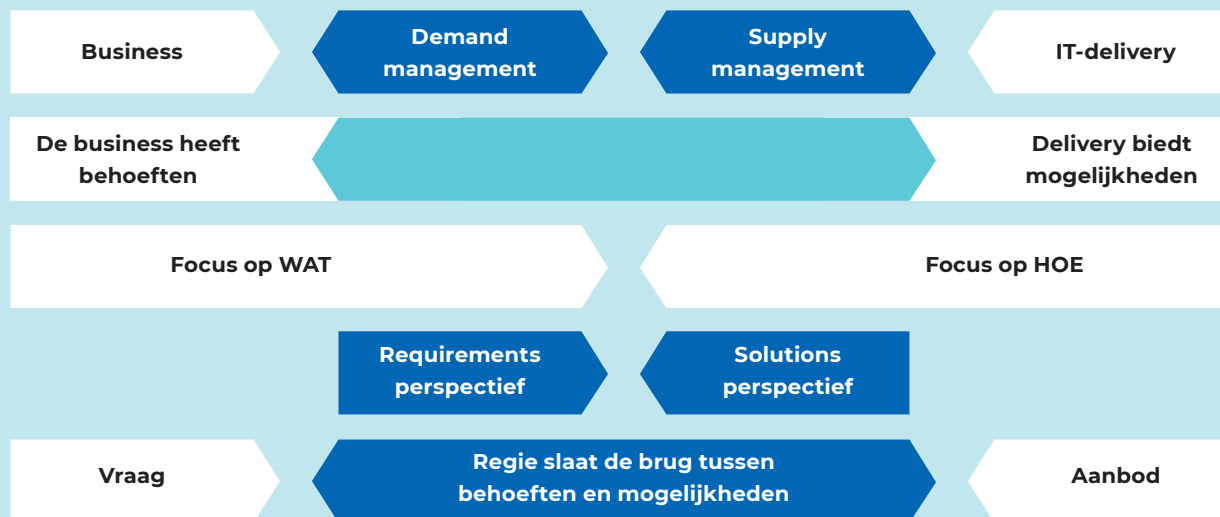 Business
Demand
management
Supply
management
IT-delivery
De business heeft
behoeften
Delivery biedt
mogelijkheden
Focus op WAT
Focus op HOE
Requirements
perspectief
Solutions
perspectief
Vraag
Regie slaat de brug tussen
behoeften en mogelijkheden
Aanbod